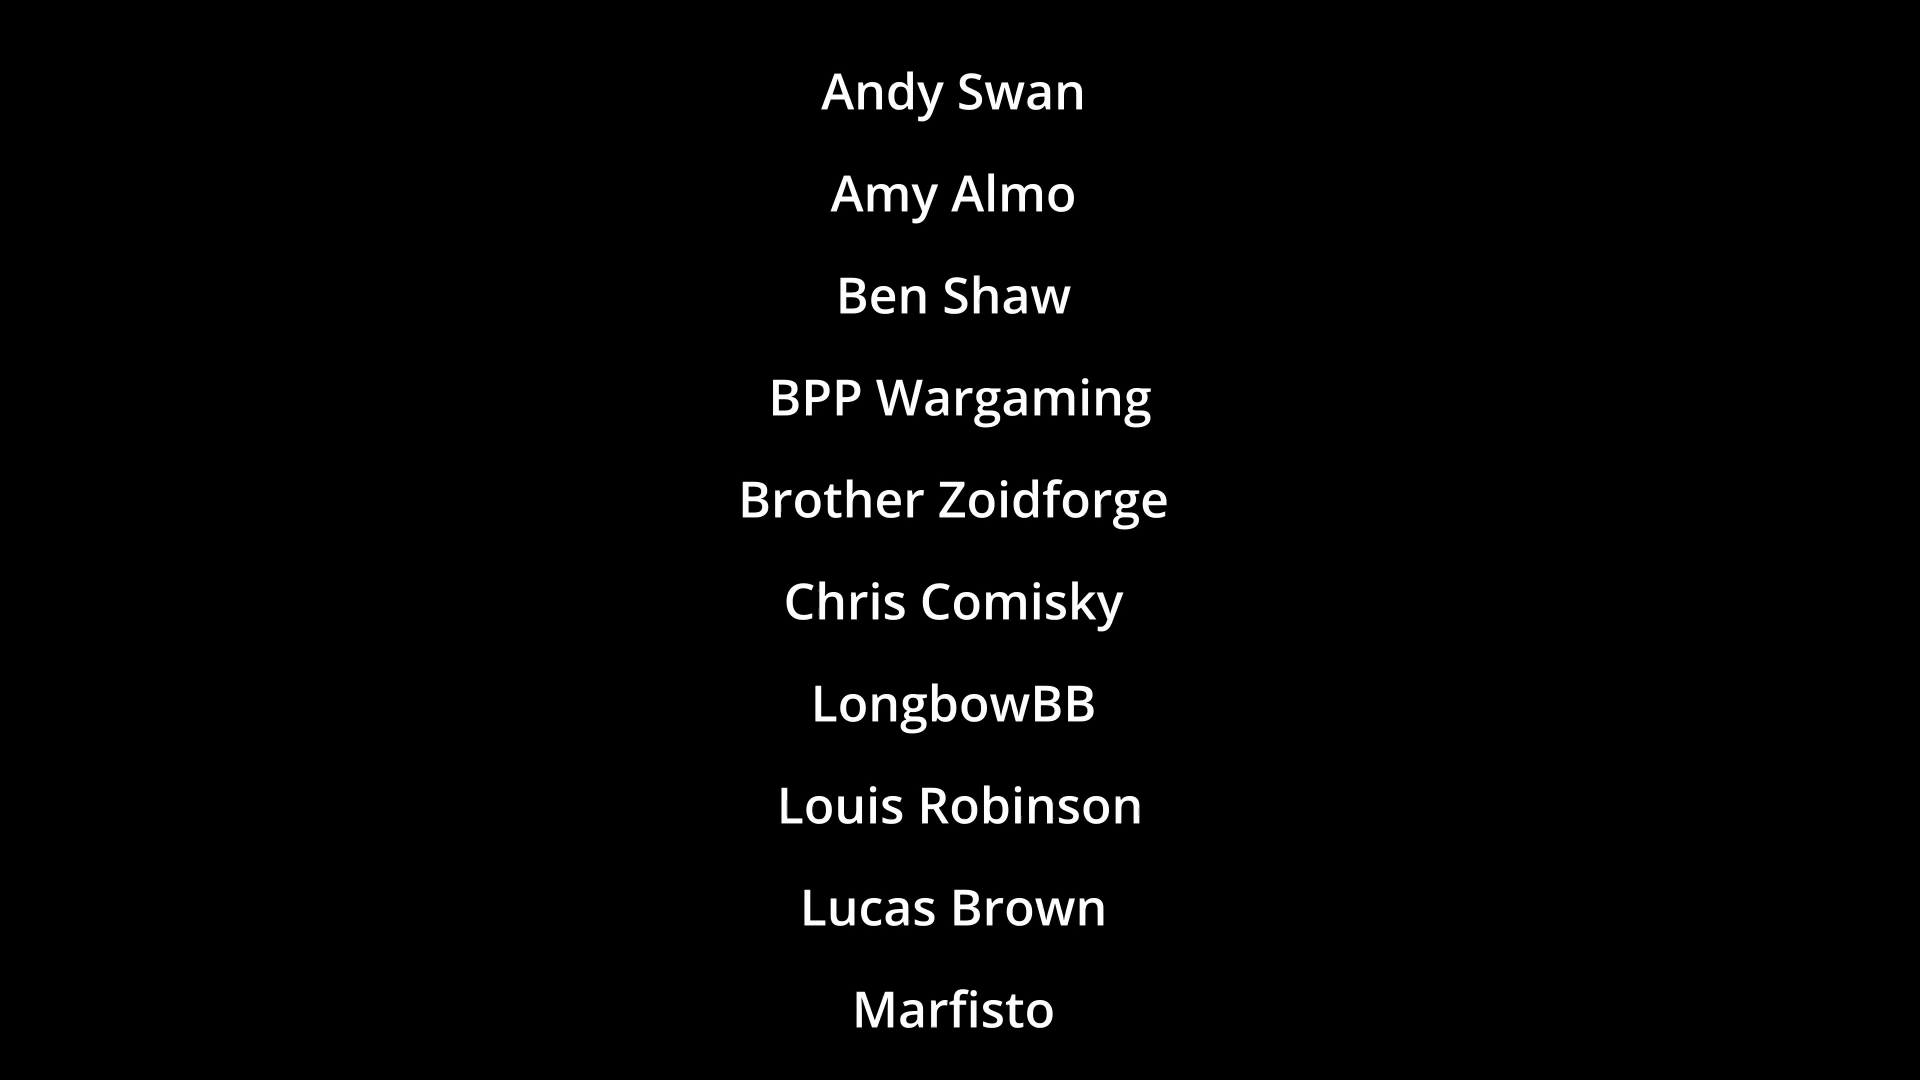 Andy Swan
Amy Almo
Ben Shaw
BPP Wargaming
Brother Zoidforge
Chris Comisky
LongbowBB
Louis Robinson
Lucas Brown
Marfisto